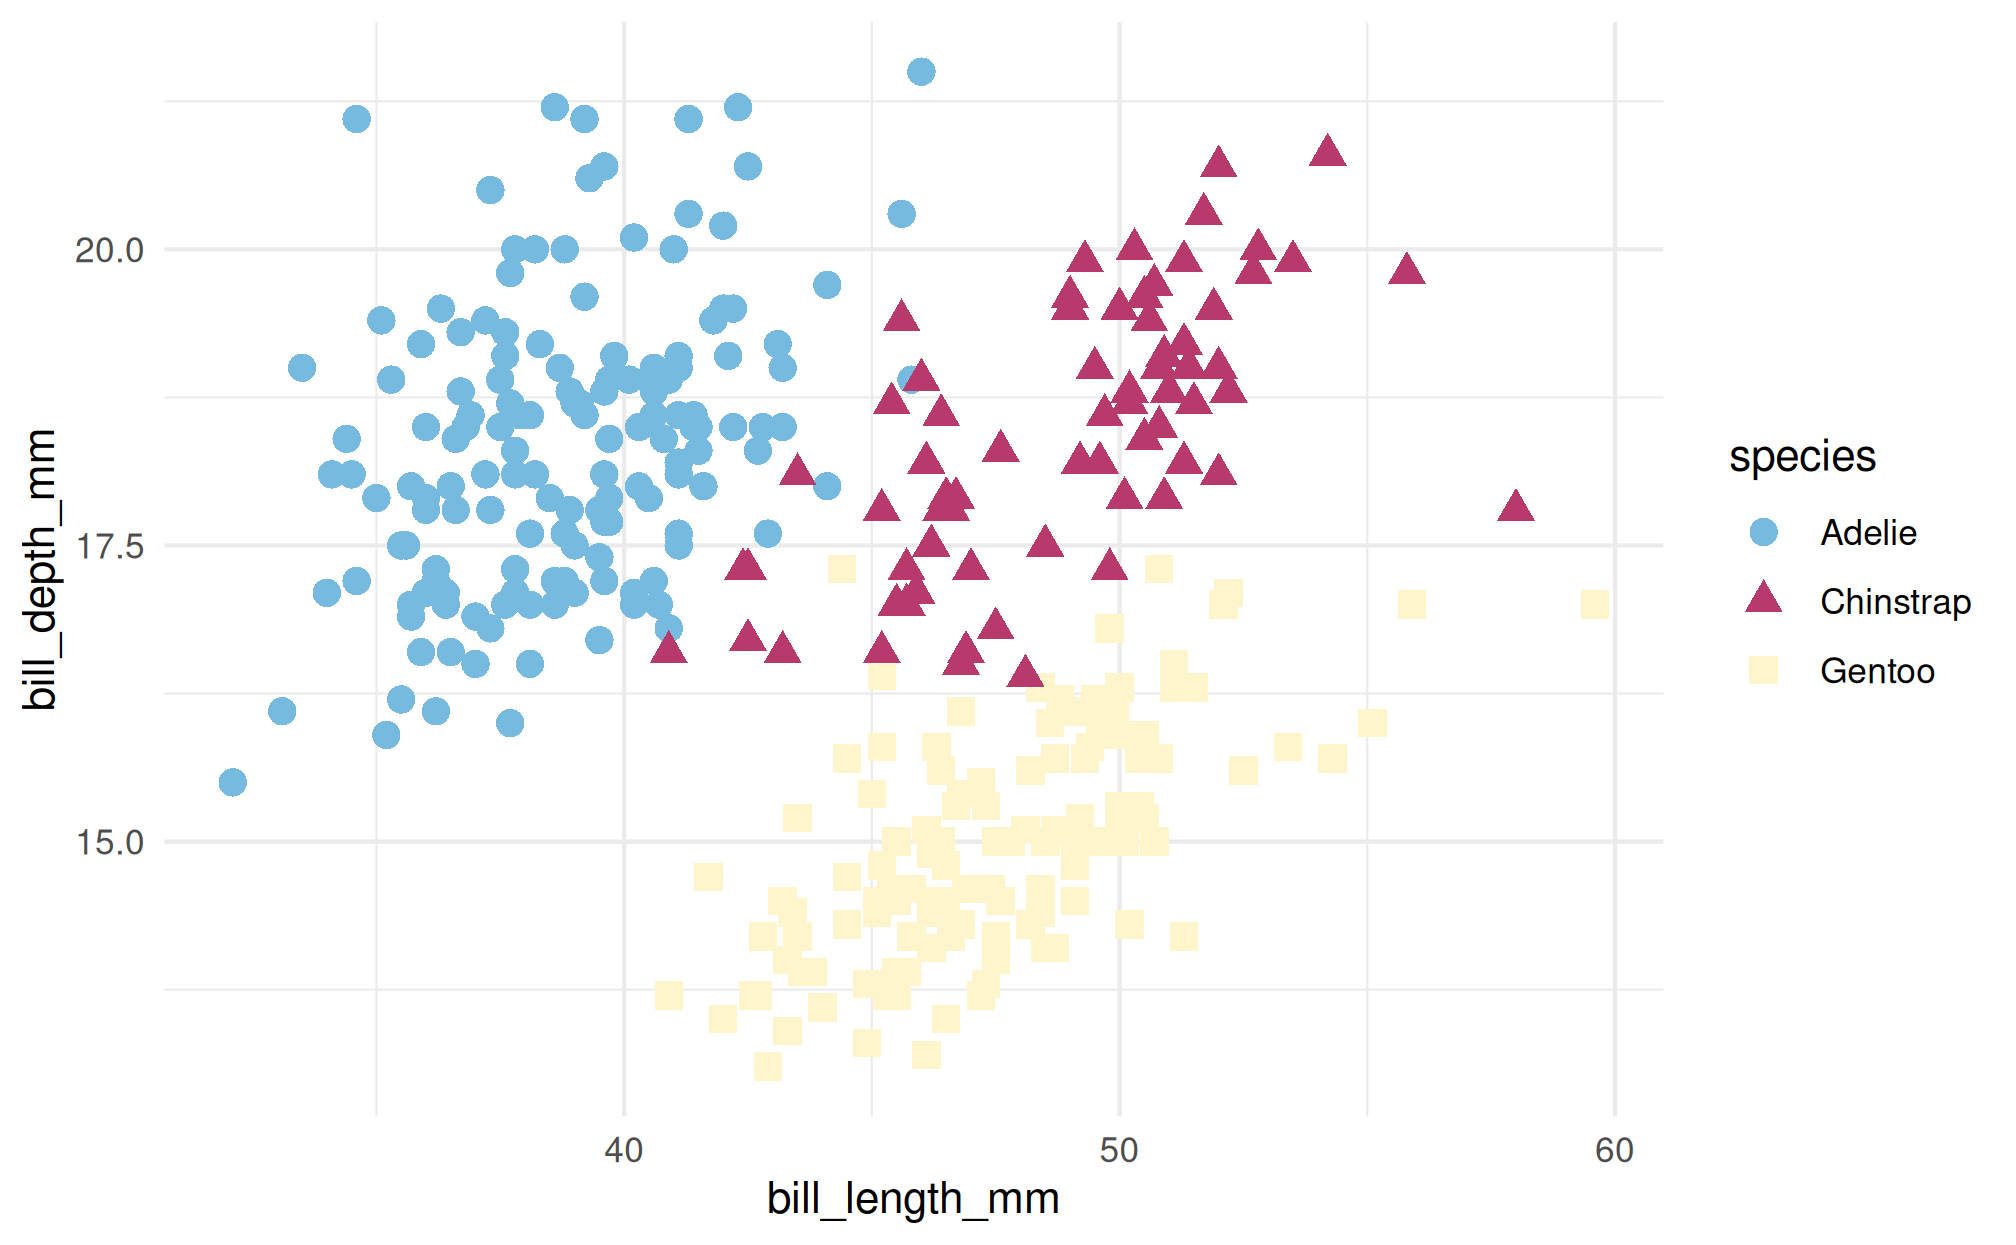 20.0
17.5
15.0
bill_depth_mm
40 50 60
bill_length_mm
species
Adelie
Chinstrap
Gentoo